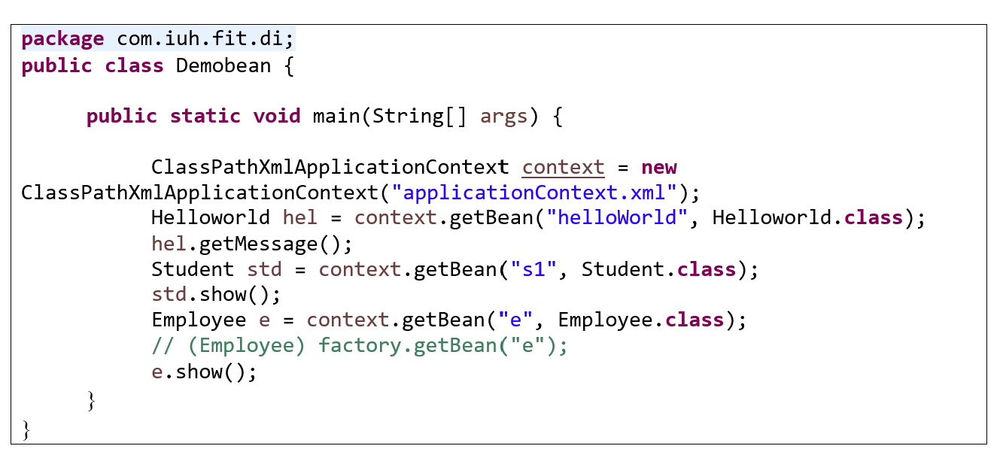 package com.iuh.fit.di;
public class Demobean {
public static void main(String[] args) {
ClassPathXmlApplicationContext context = new
ClassPathXmlApplicationContext("applicationContext.xml");
Helloworld hel = context.getBean("helloWorld", Helloworld.class);
hel.getMessage();
Student std = context.getBean("s1", Student.class);
std.show();
Employee e = context.getBean("e", Employee.class);
// (Employee) factory.getBean("e");
e.show();
}
}